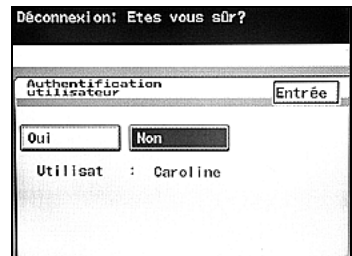 Déconnexion: Etes vous sûr?
Authentification
utilisateur
Entrée
Oui Non
Utilisat : Caroline